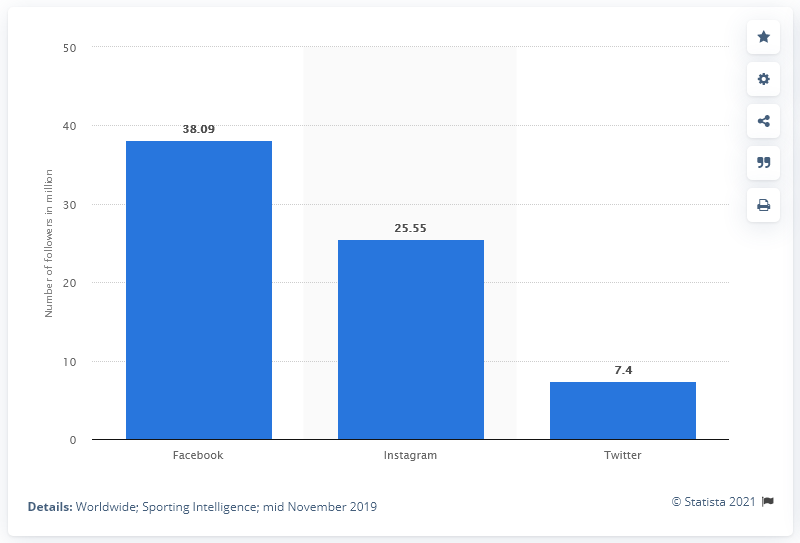 50
40
30
20
10
0
Number of followers in million
38.09
25.55
7.4
Facebook
Instagram
Twitter
Details: Worldwide; Sporting Intelligence; mid November 2019
© Statista 2021